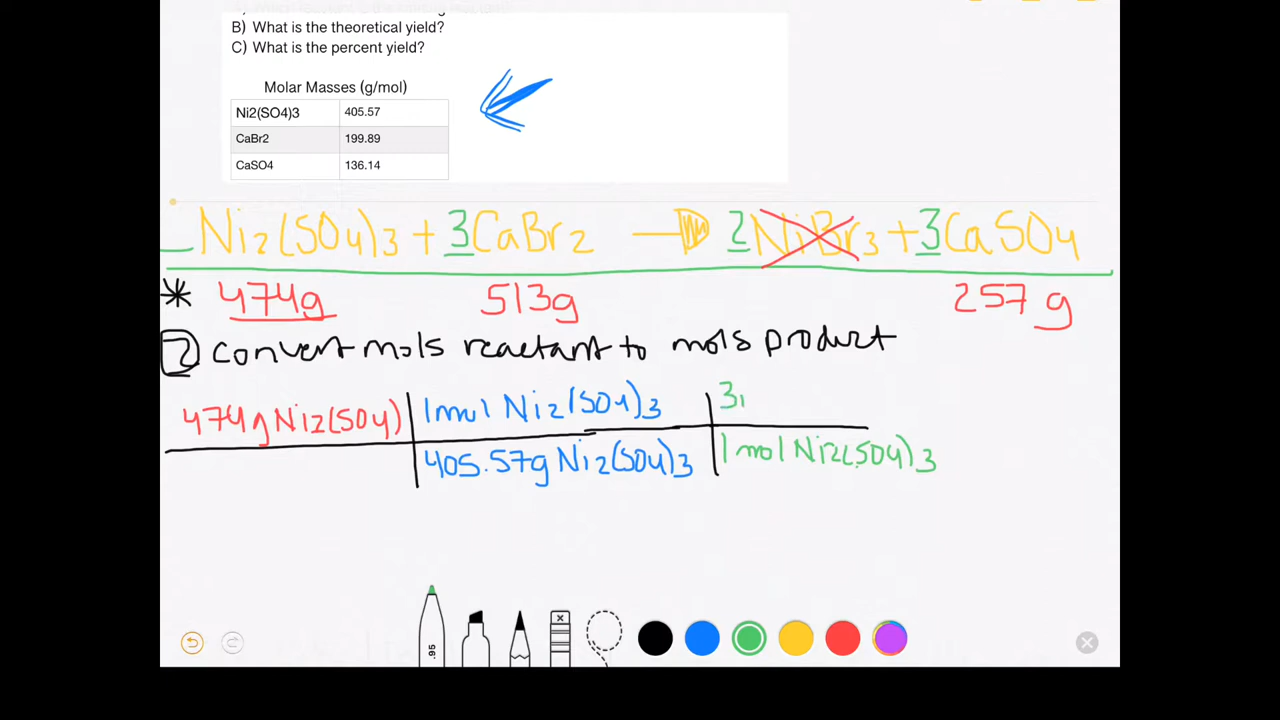 B) What is the theoretical yield?
C) What is the percent yield?
Molar Masses (g/mol)
Ni2(SO4)3 405.57
CaBr2 199.89
CaSO4 136.14
Ni2(SO4)3 + 3CaBr2 → 2NiBr3 + 3CaSO4
* 474g 513g 257 g
2 convert mols reactant to mols product
474g Ni2(SO4) 1mol Ni2(SO4)3 3
405.57g Ni2(SO4)3 1 mol Ni2(SO4)3
.95